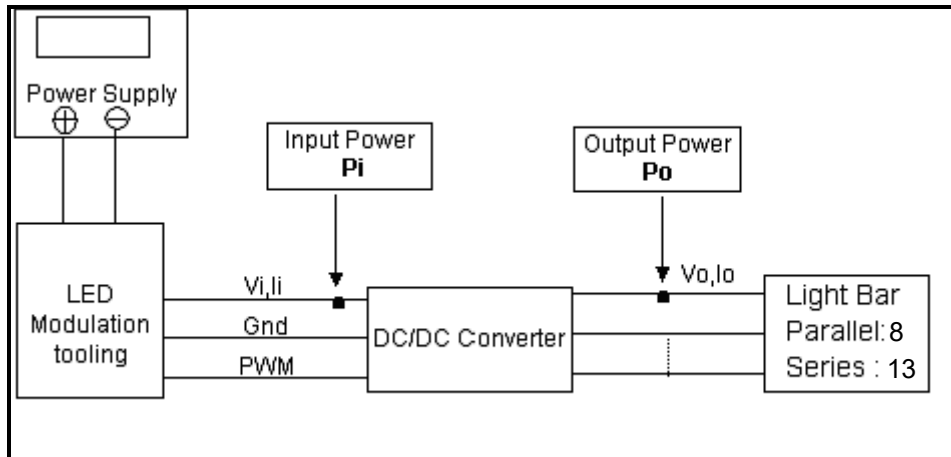 Power Supply
Input Power
Pi
Output Power
Po
LED
Modulation
tooling
Vi,Ii
Gnd
PWM
DC/DC Converter
Vo,Io
Light Bar
Parallel: 8
Series : 13